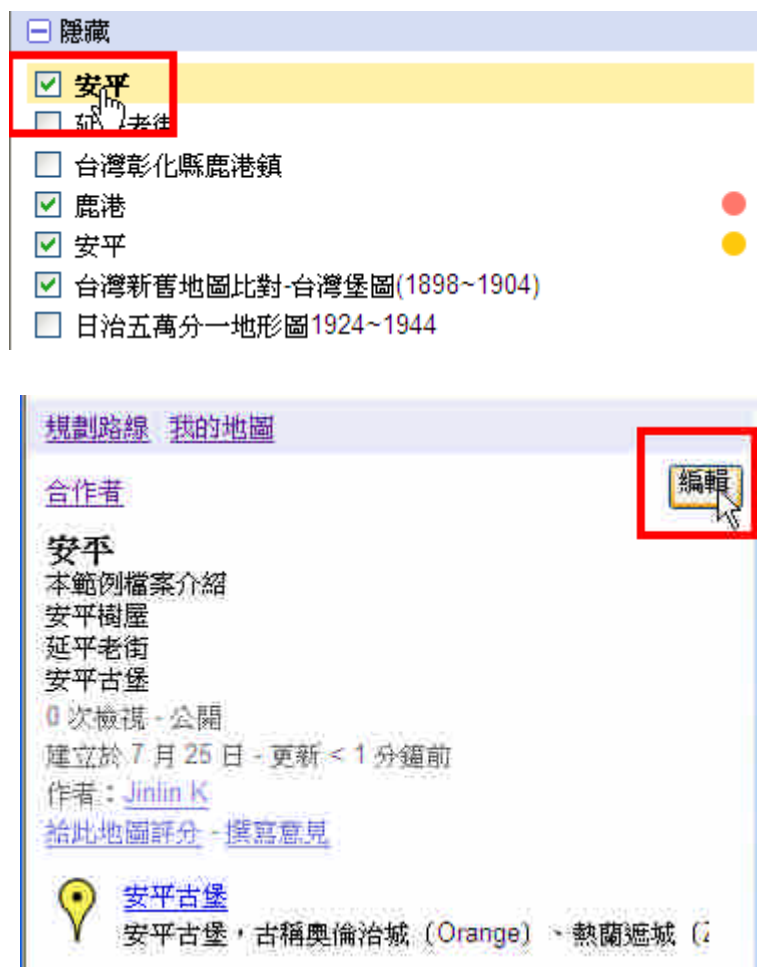 隱藏
安平
延 老街
台灣彰化縣鹿港鎮
鹿港
安平
台灣新舊地圖比對-台灣堡圖(1898~1904)
日治五萬分一地形圖1924~1944
規劃路線 我的地圖
合作者 編輯
安平
本範例檔案介紹
安平樹屋
延平老街
安平古堡
0 次檢視 - 公開
建立於 7 月 25 日 - 更新 < 1 分鐘前
作者：Jinlin K
給此地圖評分 - 撰寫意見
安平古堡
安平古堡，古稱奧倫治城（Orange）、熱蘭遮城（Z